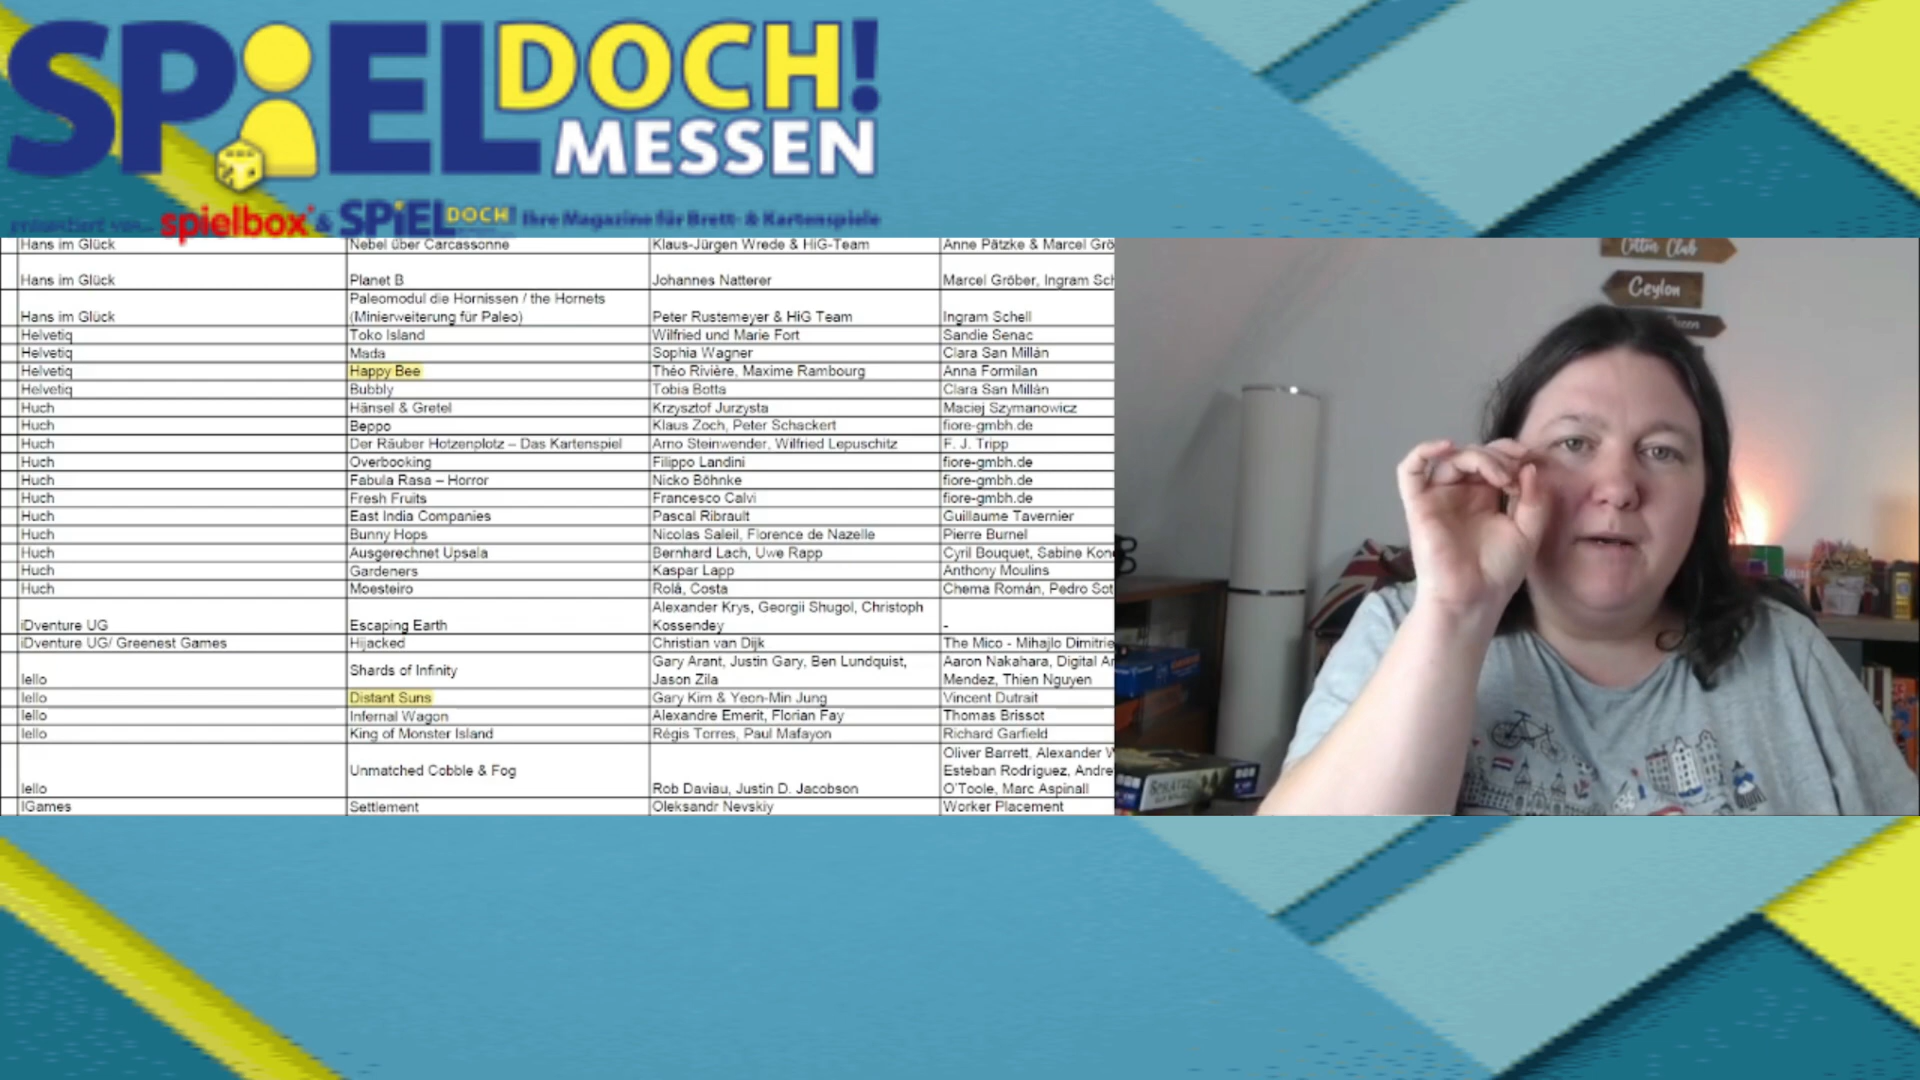 SPIEL DOCH!
MESSEN
spielbox & SPiEL DOCH! Ihre Magazine für Brett- & Kartenspiele
Hans im Glück Nebel über Carcassonne Klaus-Jürgen Wrede & HiG-Team Anne Pätzke & Marcel Grö
Hans im Glück Planet B Johannes Natterer Marcel Gröber, Ingram Sch
Hans im Glück Paleomodul die Hornissen / the Hornets (Minierweiterung für Paleo) Peter Rustemeyer & HiG Team Ingram Schell
Helvetiq Toko Island Wilfried und Marie Fort Sandie Senac
Helvetiq Mada Sophia Wagner Clara San Millán
Helvetiq Happy Bee Théo Rivière, Maxime Rambourg Anna Formilan
Helvetiq Bubbly Tobia Botta Clara San Millán
Huch Hänsel & Gretel Krzysztof Jurzysta Maciej Szymanowicz
Huch Beppo Klaus Zoch, Peter Schackert fiore-gmbh.de
Huch Der Räuber Hotzenplotz – Das Kartenspiel Arno Steinwender, Wilfried Lepuschitz F. J. Tripp
Huch Overbooking Filippo Landini fiore-gmbh.de
Huch Fabula Rasa – Horror Nicko Böhnke fiore-gmbh.de
Huch Fresh Fruits Francesco Calvi fiore-gmbh.de
Huch East India Companies Pascal Ribrault Guillaume Tavernier
Huch Bunny Hops Nicolas Saleil, Florence de Nazelle Pierre Burnel
Huch Ausgerechnet Upsala Bernhard Lach, Uwe Rapp Cyril Bouquet, Sabine Kon
Huch Gardeners Kaspar Lapp Anthony Moulins
Huch Moesteiro Rolá, Costa Chema Román, Pedro Sot
iDventure UG Escaping Earth Alexander Krys, Georgii Shugol, Christoph Kossendey -
iDventure UG/ Greenest Games Hijacked Christian van Dijk The Mico - Mihajlo Dimitrie
Iello Shards of Infinity Gary Arant, Justin Gary, Ben Lundquist, Jason Zila Aaron Nakahara, Digital Ar Mendez, Thien Nguyen
Iello Distant Suns Gary Kim & Yeon-Min Jung Vincent Dutrait
Iello Infernal Wagon Alexandre Emerit, Florian Fay Thomas Brissot
Iello King of Monster Island Régis Torres, Paul Mafayon Richard Garfield
Iello Unmatched Cobble & Fog Rob Daviau, Justin D. Jacobson Oliver Barrett, Alexander W Esteban Rodriguez, Andre O'Toole, Marc Aspinall
IGames Settlement Oleksandr Nevskiy Worker Placement
Cotton Club
Ceylon